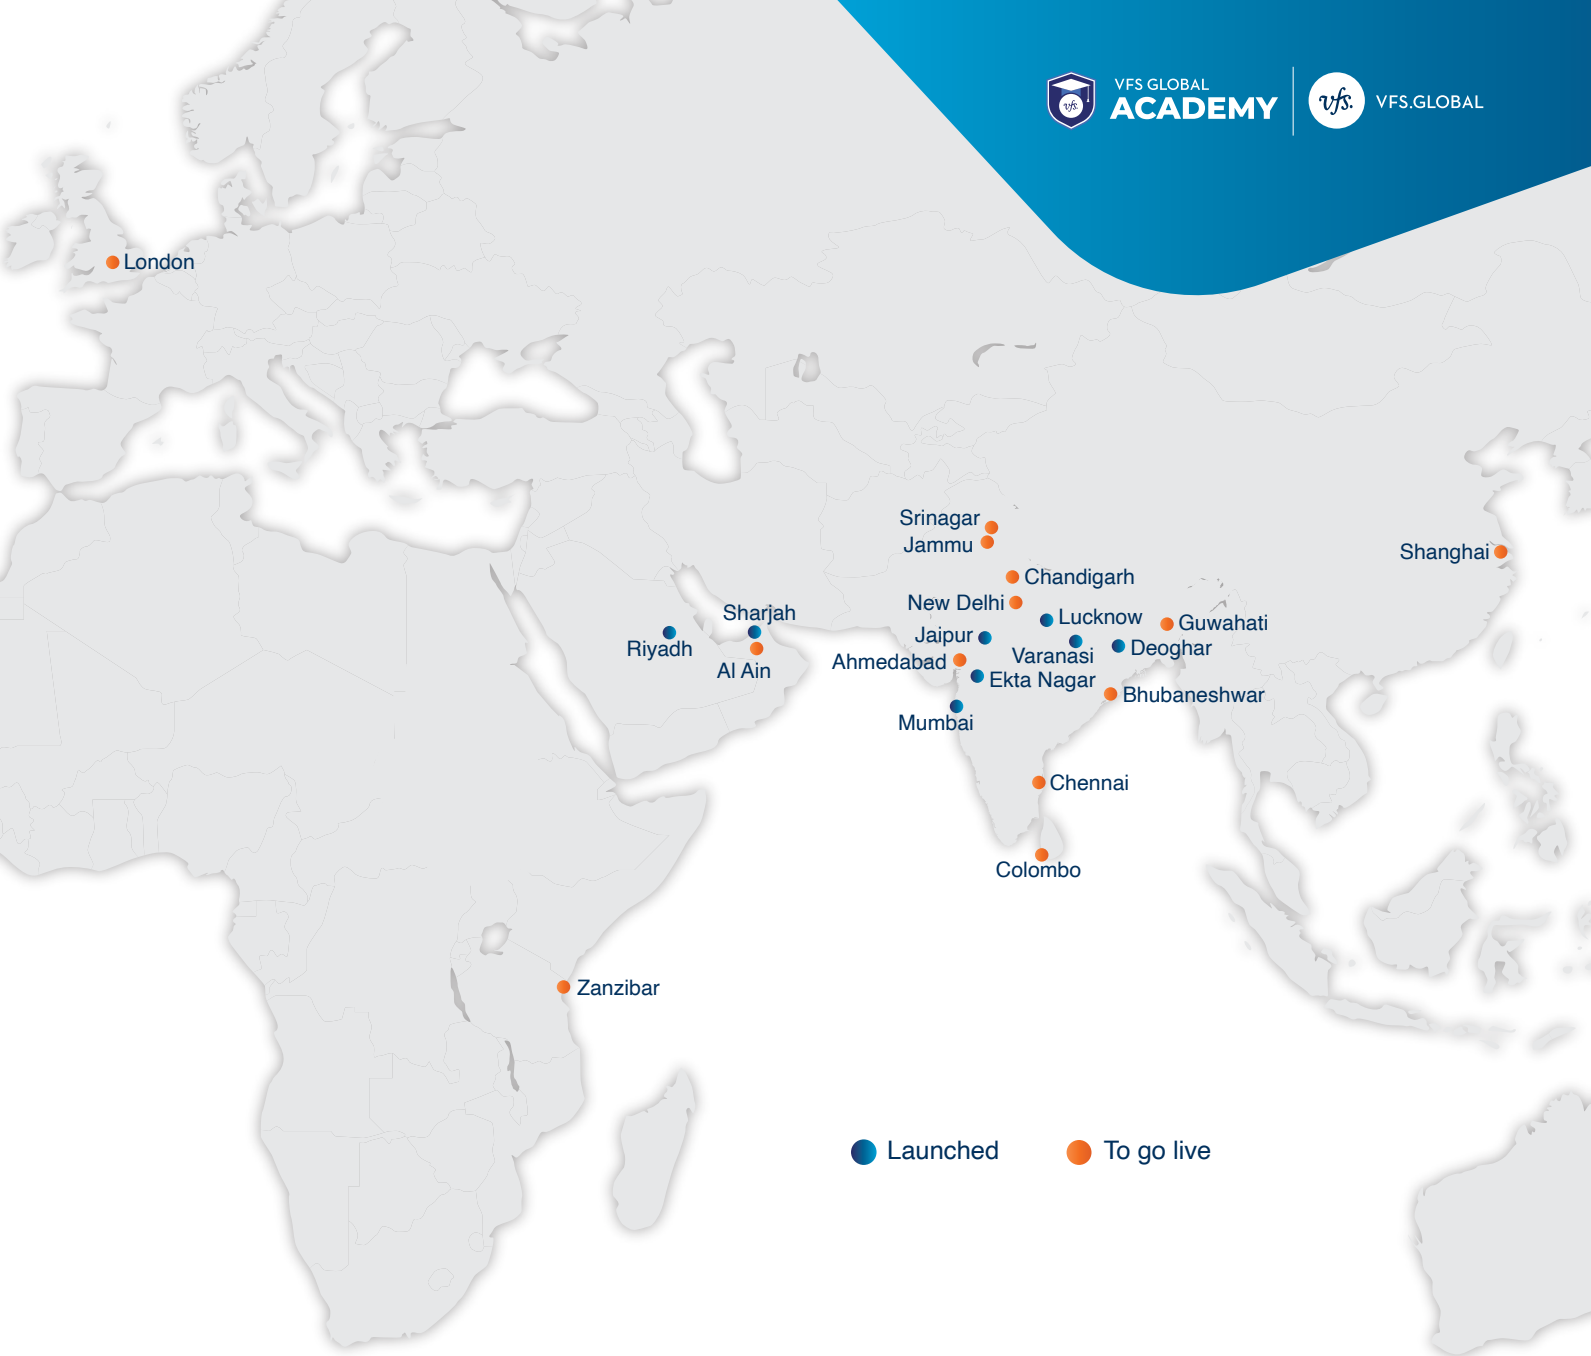 VFS GLOBAL
ACADEMY
vfs.
vfs.
VFS.GLOBAL
London
Srinagar
Jammu
Shanghai
Chandigarh
New Delhi
Sharjah
Lucknow
Guwahati
Jaipur
Riyadh
Deoghar
Varanasi
Ahmedabad
Al Ain
Ekta Nagar
Bhubaneshwar
Mumbai
Chennai
Colombo
Zanzibar
Launched
To go live